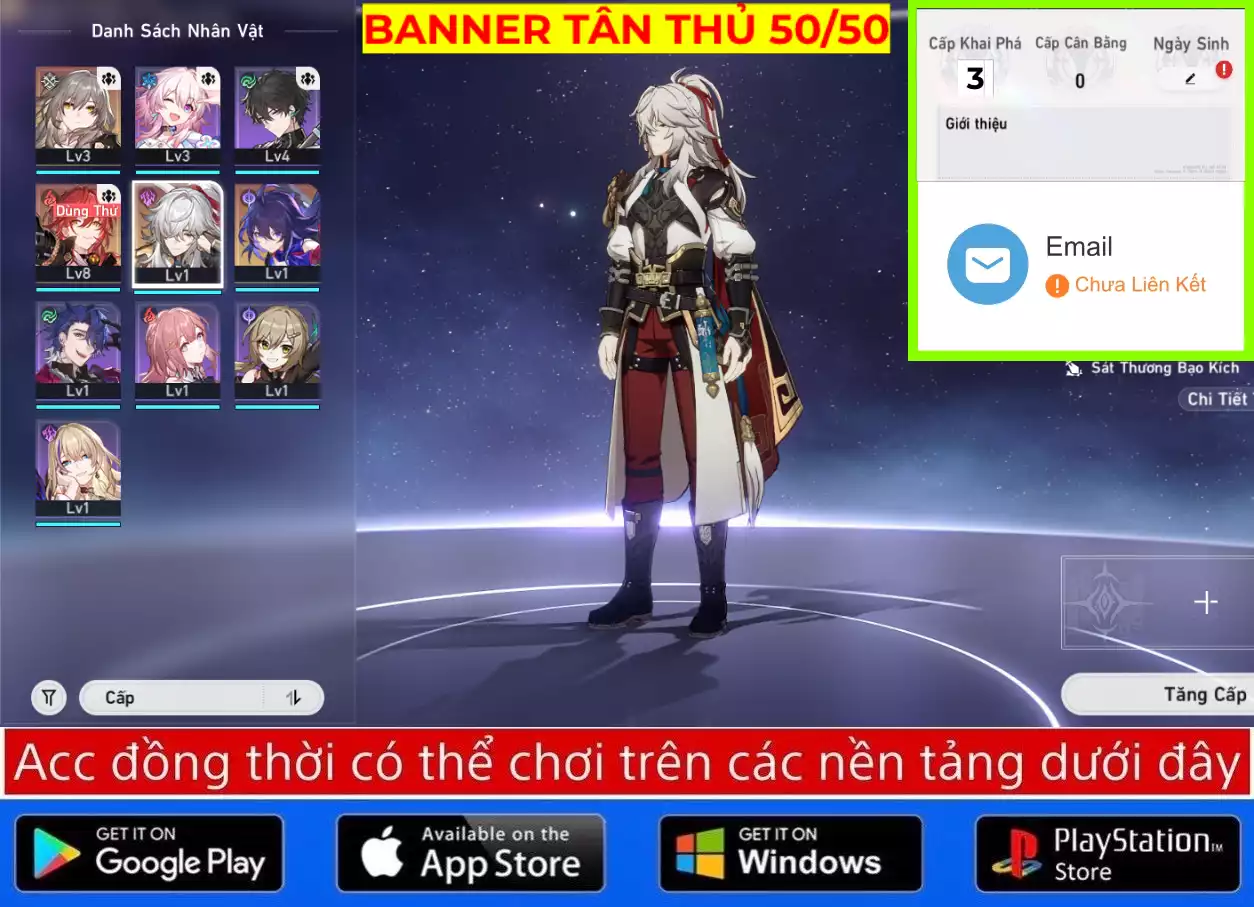 Danh Sách Nhân Vật
BANNER TÂN THỦ 50/50
Cấp Khai Phá
Cấp Cân Bằng
Ngày Sinh
3
0
Giới thiệu
Email
Chưa Liên Kết
Lv3
Lv3
Lv4
Dùng Thử
Lv8
Lv1
Lv1
Lv1
Lv1
Lv1
Lv1
Sát Thương Bạo Kích
Chi Tiết
Cấp
Tăng Cấp
Acc đồng thời có thể chơi trên các nền tảng dưới đây
GET IT ON
Google Play
Available on the
App Store
GET IT ON
Windows
PlayStation™
Store